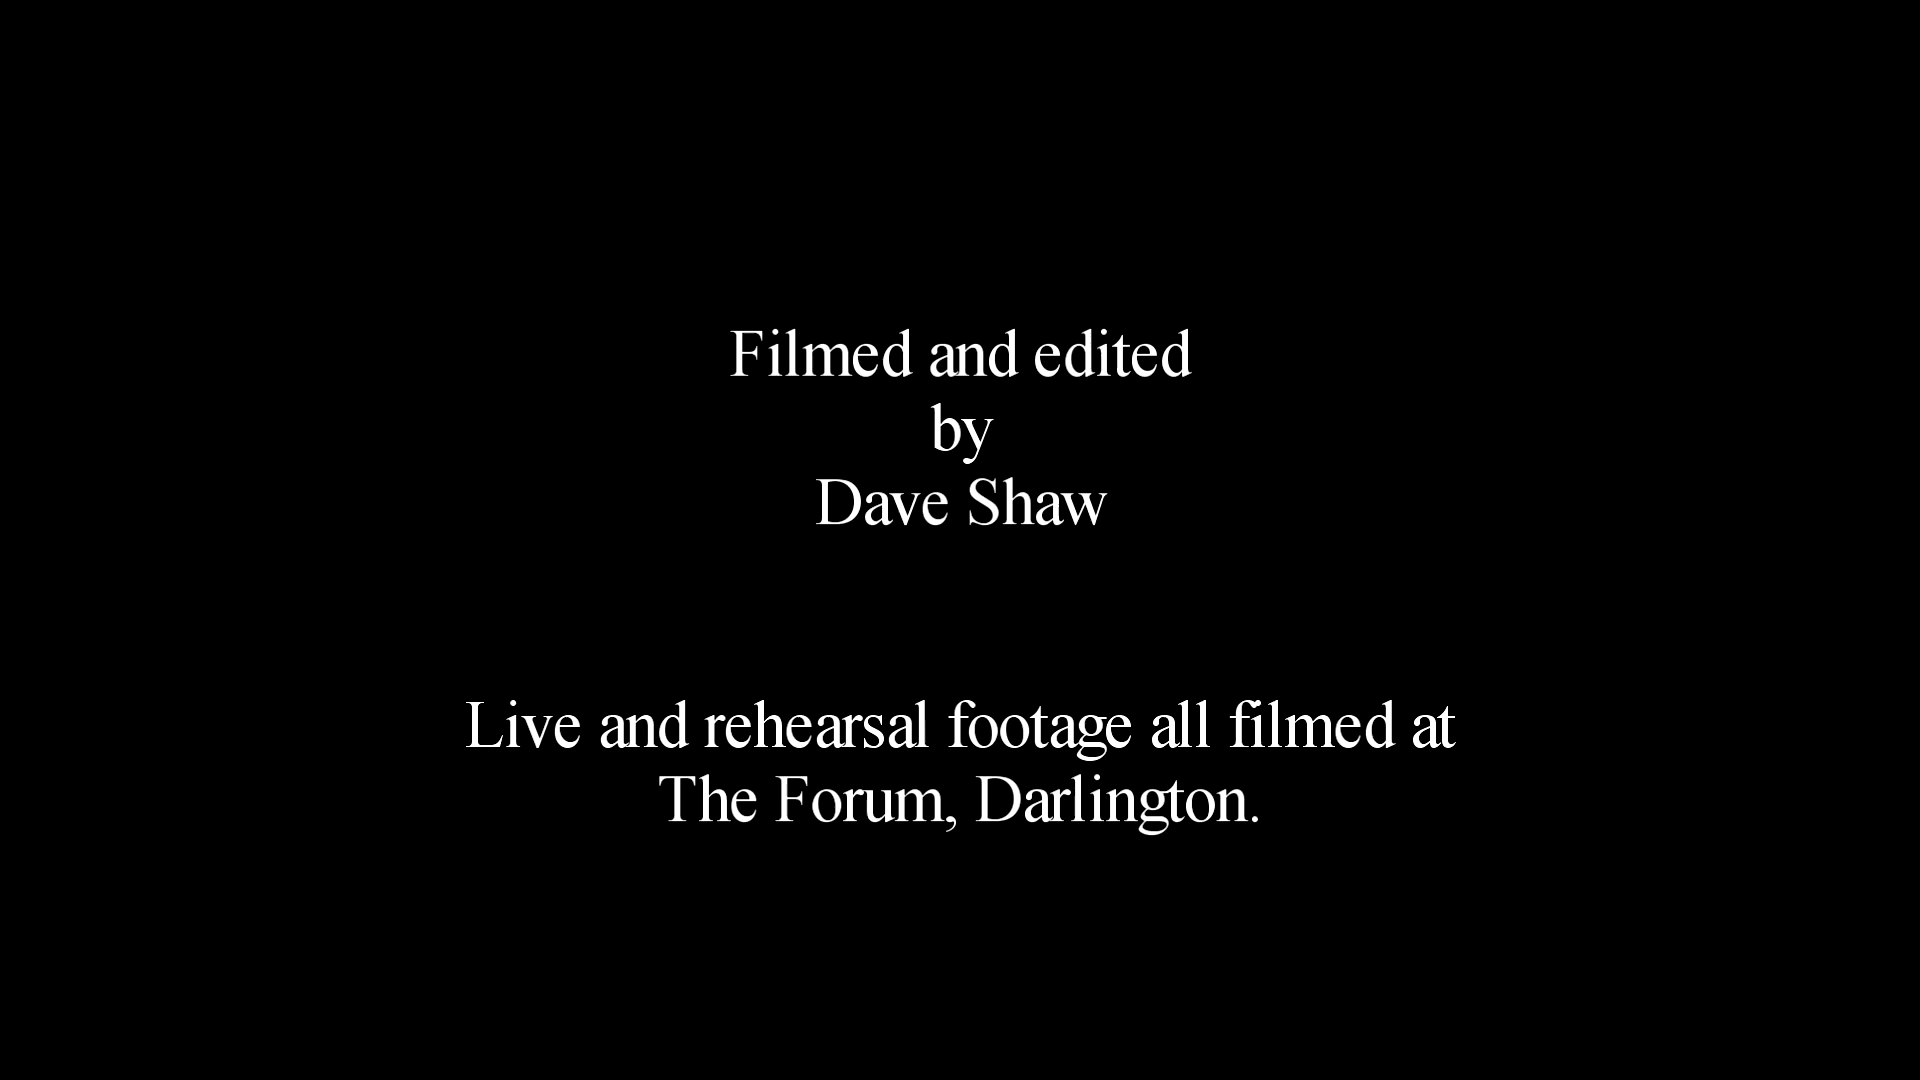 Filmed and edited
by
Dave Shaw
Live and rehearsal footage all filmed at
The Forum, Darlington.